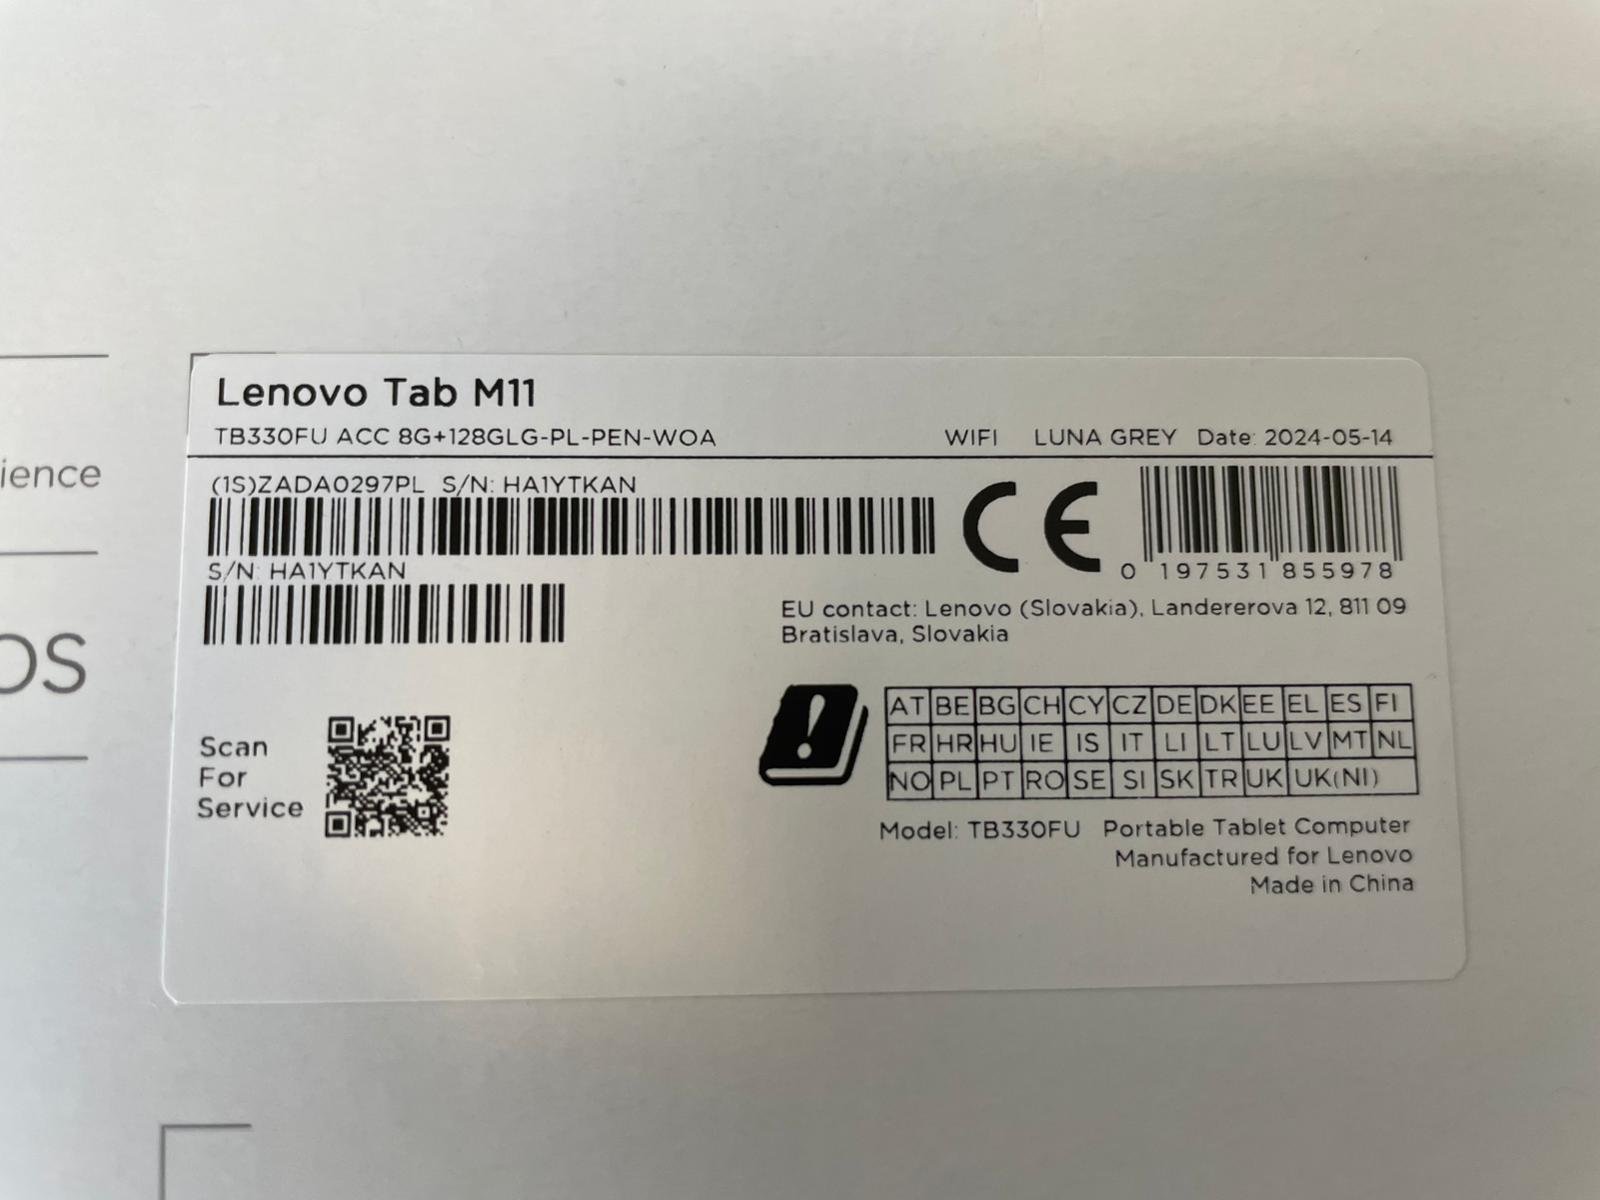 Lenovo Tab M11
TB330FU ACC 8G+128GLG-PL-PEN-WOA WIFI LUNA GREY Date: 2024-05-14
(1S)ZADA0297PL S/N: HA1YTKAN
S/N: HA1YTKAN
0 197531 855978
EU contact: Lenovo (Slovakia), Landererova 12, 811 09
Bratislava, Slovakia
AT BE BG CH CY CZ DE DK EE EL ES FI
FR HR HU IE IS IT LI LT LU LV MT NL
NO PL PT RO SE SI SK TR UK UK(NI)
Scan
For
Service
Model: TB330FU Portable Tablet Computer
Manufactured for Lenovo
Made in China
ience
OS